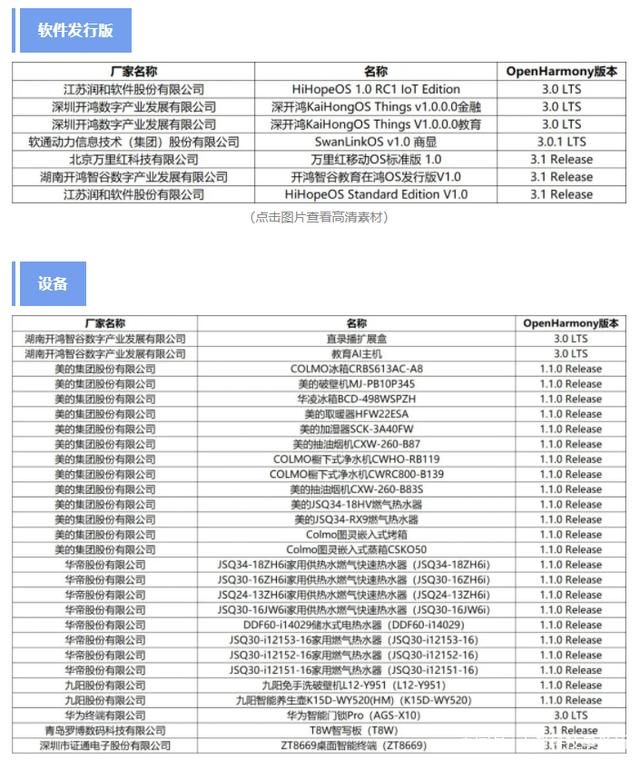 软件发行版
厂家名称 名称 OpenHarmony版本
江苏润和软件股份有限公司 HiHopeOS 1.0 RC1 IoT Edition 3.0 LTS
深圳开鸿数字产业发展有限公司 深开鸿KaiHongOS Things v1.0.0.0金融 3.0 LTS
深圳开鸿数字产业发展有限公司 深开鸿KaiHongOS Things V1.0.0.0教育 3.0 LTS
软通动力信息技术（集团）股份有限公司 SwanLinkOS v1.0 商显 3.0.1 LTS
北京万里红科技有限公司 万里红移动OS标准版 1.0 3.1 Release
湖南开鸿智谷数字产业发展有限公司 开鸿智谷教育在鸿OS发行版V1.0 3.1 Release
江苏润和软件股份有限公司 HiHopeOS Standard Edition V1.0 3.1 Release
（点击图片查看高清素材）
设备
厂家名称 名称 OpenHarmony版本
湖南开鸿智谷数字产业发展有限公司 直录播扩展盒 3.0 LTS
湖南开鸿智谷数字产业发展有限公司 教育AI主机 3.0 LTS
美的集团股份有限公司 COLMO冰箱CRBS613AC-A8 1.1.0 Release
美的集团股份有限公司 美的破壁机MJ-PB10P345 1.1.0 Release
美的集团股份有限公司 华凌冰箱BCD-498WSPZH 1.1.0 Release
美的集团股份有限公司 美的取暖器HFW22ESA 1.1.0 Release
美的集团股份有限公司 美的加湿器SCK-3A40FW 1.1.0 Release
美的集团股份有限公司 美的抽油烟机CXW-260-B87 1.1.0 Release
美的集团股份有限公司 COLMO橱下式净水机CWHO-RB119 1.1.0 Release
美的集团股份有限公司 COLMO橱下式净水机CWRC800-B139 1.1.0 Release
美的集团股份有限公司 美的抽油烟机CXW-260-B83S 1.1.0 Release
美的集团股份有限公司 美的JSQ34-18HV燃气热水器 1.1.0 Release
美的集团股份有限公司 美的JSQ34-RX9燃气热水器 1.1.0 Release
美的集团股份有限公司 Colmo图灵嵌入式烤箱 1.1.0 Release
美的集团股份有限公司 Colmo图灵嵌入式蒸箱CSKO50 1.1.0 Release
华帝股份有限公司 JSQ34-18ZH6i家用供热水燃气快速热水器（JSQ34-18ZH6i） 1.1.0 Release
华帝股份有限公司 JSQ30-16ZH6i家用供热水燃气快速热水器（JSQ30-16ZH6i） 1.1.0 Release
华帝股份有限公司 JSQ24-13ZH6i家用供热水燃气快速热水器（JSQ24-13ZH6i） 1.1.0 Release
华帝股份有限公司 JSQ30-16JW6i家用供热水燃气快速热水器（JSQ30-16JW6i） 1.1.0 Release
华帝股份有限公司 DDF60-i14029储水式电热水器（DDF60-i14029） 1.1.0 Release
华帝股份有限公司 JSQ30-i12153-16家用燃气热水器（JSQ30-i12153-16） 1.1.0 Release
华帝股份有限公司 JSQ30-i12152-16家用燃气热水器（JSQ30-i12152-16） 1.1.0 Release
华帝股份有限公司 JSQ30-i12151-16家用燃气热水器（JSQ30-i12151-16） 1.1.0 Release
九阳股份有限公司 九阳免手洗破壁机L12-Y951（L12-Y951） 1.1.0 Release
九阳股份有限公司 九阳智能养生壶K15D-WY520(HM)（K15D-WY520） 1.1.0 Release
华为终端有限公司 华为智能门锁Pro（AGS-X10） 3.0 LTS
青岛罗博数码科技有限公司 T8W智写板（T8W） 3.1 Release
深圳市证通电子股份有限公司 ZT8669桌面智能终端（ZT8669） 3.1 Release